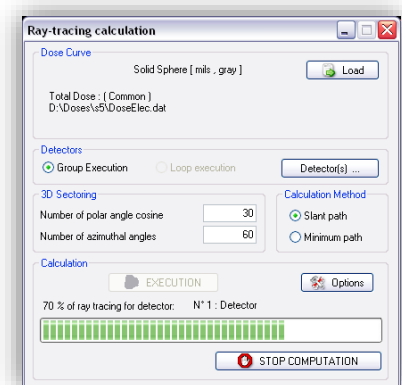 Ray-tracing calculation
Dose Curve
Solid Sphere [ mils , gray ]
Load
Total Dose : ( Common )
D:\Doses\s5\DoseElec.dat
Detectors
Group Execution
Loop execution
Detector(s) ...
3D Sectoring
Number of polar angle cosine 30
Number of azimuthal angles 60
Calculation Method
Slant path
Minimum path
Calculation
EXECUTION
Options
70 % of ray tracing for detector: N° 1 : Detector
STOP COMPUTATION